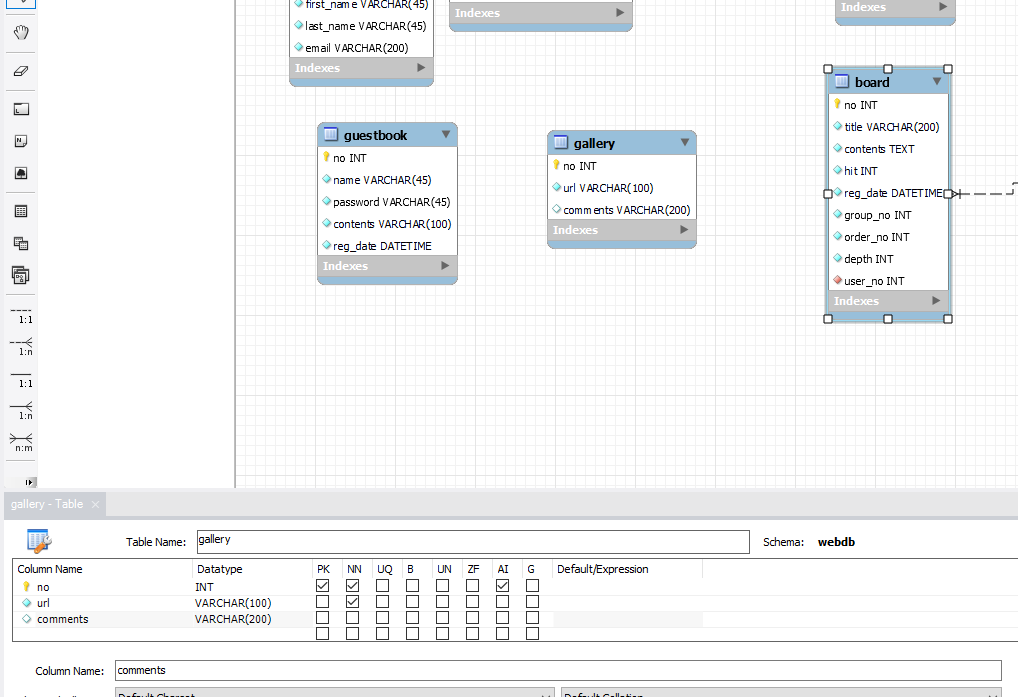 first_name VARCHAR(45)
last_name VARCHAR(45)
email VARCHAR(200)
Indexes
Indexes
Indexes
guestbook
no INT
name VARCHAR(45)
password VARCHAR(45)
contents VARCHAR(100)
reg_date DATETIME
Indexes
gallery
no INT
url VARCHAR(100)
comments VARCHAR(200)
Indexes
board
no INT
title VARCHAR(200)
contents TEXT
hit INT
reg_date DATETIME
group_no INT
order_no INT
depth INT
user_no INT
Indexes
1:1
1:n
1:1
1:n
n:m
gallery - Table
Table Name: gallery Schema: webdb
Column Name Datatype PK NN UQ B UN ZF AI G Default/Expression
no INT
url VARCHAR(100)
comments VARCHAR(200)
Column Name: comments
Default Charset Default Collation